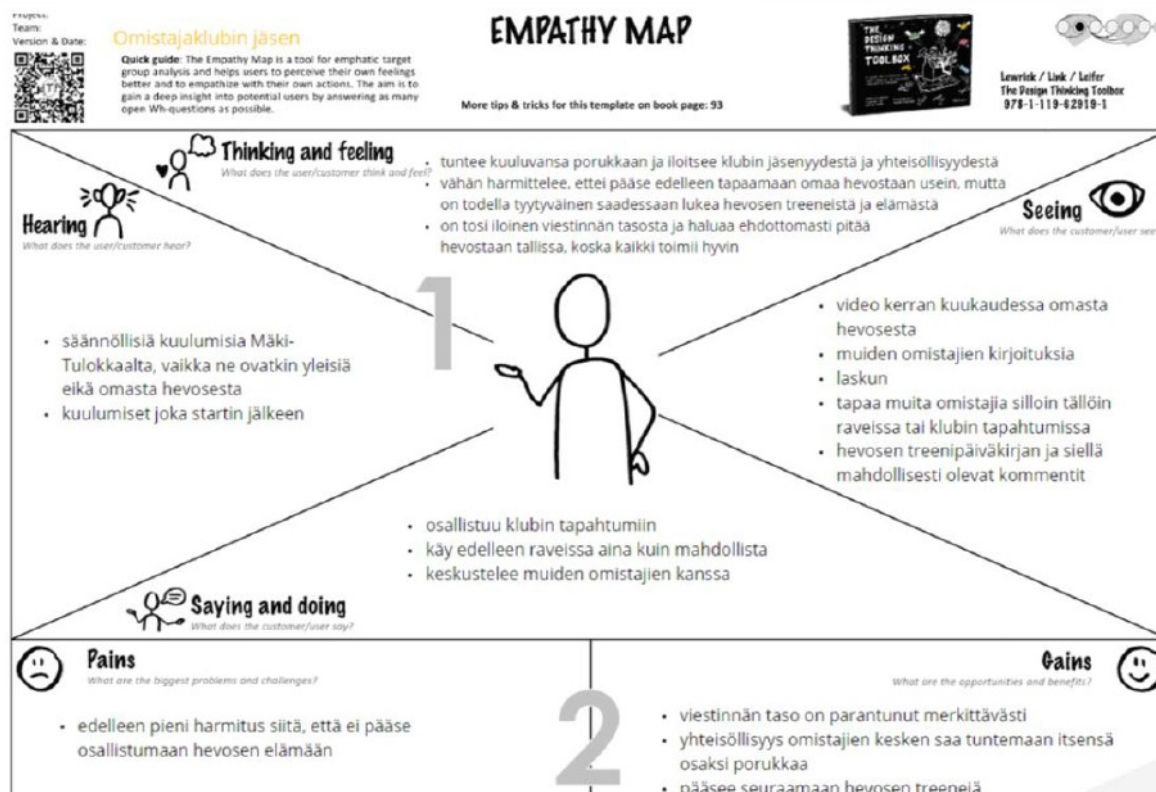 Project:
Team:
Version & Date:
Omistajaklubin jäsen
Quick guide: The Empathy Map is a tool for emphatic target
group analysis and helps users to perceive their own feelings
better and to empathize with their own actions. The aim is to
gain a deep insight into potential users by answering as many
open Wh-questions as possible.
EMPATHY MAP
More tips & tricks for this template on book page: 93
THE
DESIGN
THINKING
TOOLBOX
Lewrick / Link / Leifer
The Design Thinking Toolbox
978-1-119-62919-1
Thinking and feeling
What does the user/customer think and feel?
• tuntee kuuluvansa porukkaan ja iloitsee klubin jäsenyydestä ja yhteisöllisyydestä
• vähän harmittelee, ettei pääse edelleen tapaamaan omaa hevostaan usein, mutta
on todella tyytyväinen saadessaan lukea hevosen treeneistä ja elämästä
• on tosi iloinen viestinnän tasosta ja haluaa ehdottomasti pitää
hevostaan tallissa, koska kaikki toimii hyvin
Hearing
What does the user/customer hear?
• säännöllisiä kuulumisia Mäki-
Tulokkaalta, vaikka ne ovatkin yleisiä
eikä omasta hevosesta
• kuulumiset joka startin jälkeen
1
Seeing
What does the customer/user see
• video kerran kuukaudessa omasta
hevosesta
• muiden omistajien kirjoituksia
• laskun
• tapaa muita omistajia silloin tällöin
raveissa tai klubin tapahtumissa
• hevosen treenipäiväkirjan ja siellä
mahdollisesti olevat kommentit
• osallistuu klubin tapahtumiin
• käy edelleen raveissa aina kuin mahdollista
• keskustelee muiden omistajien kanssa
Saying and doing
What does the customer/user say?
Pains
What are the biggest problems and challenges?
• edelleen pieni harmitus siitä, että ei pääse
osallistumaan hevosen elämään
2
Gains
What are the opportunities and benefits?
• viestinnän taso on parantunut merkittävästi
• yhteisöllisyys omistajien kesken saa tuntemaan itsensä
osaksi porukkaa
• pääsee seuraamaan hevosen treenejä